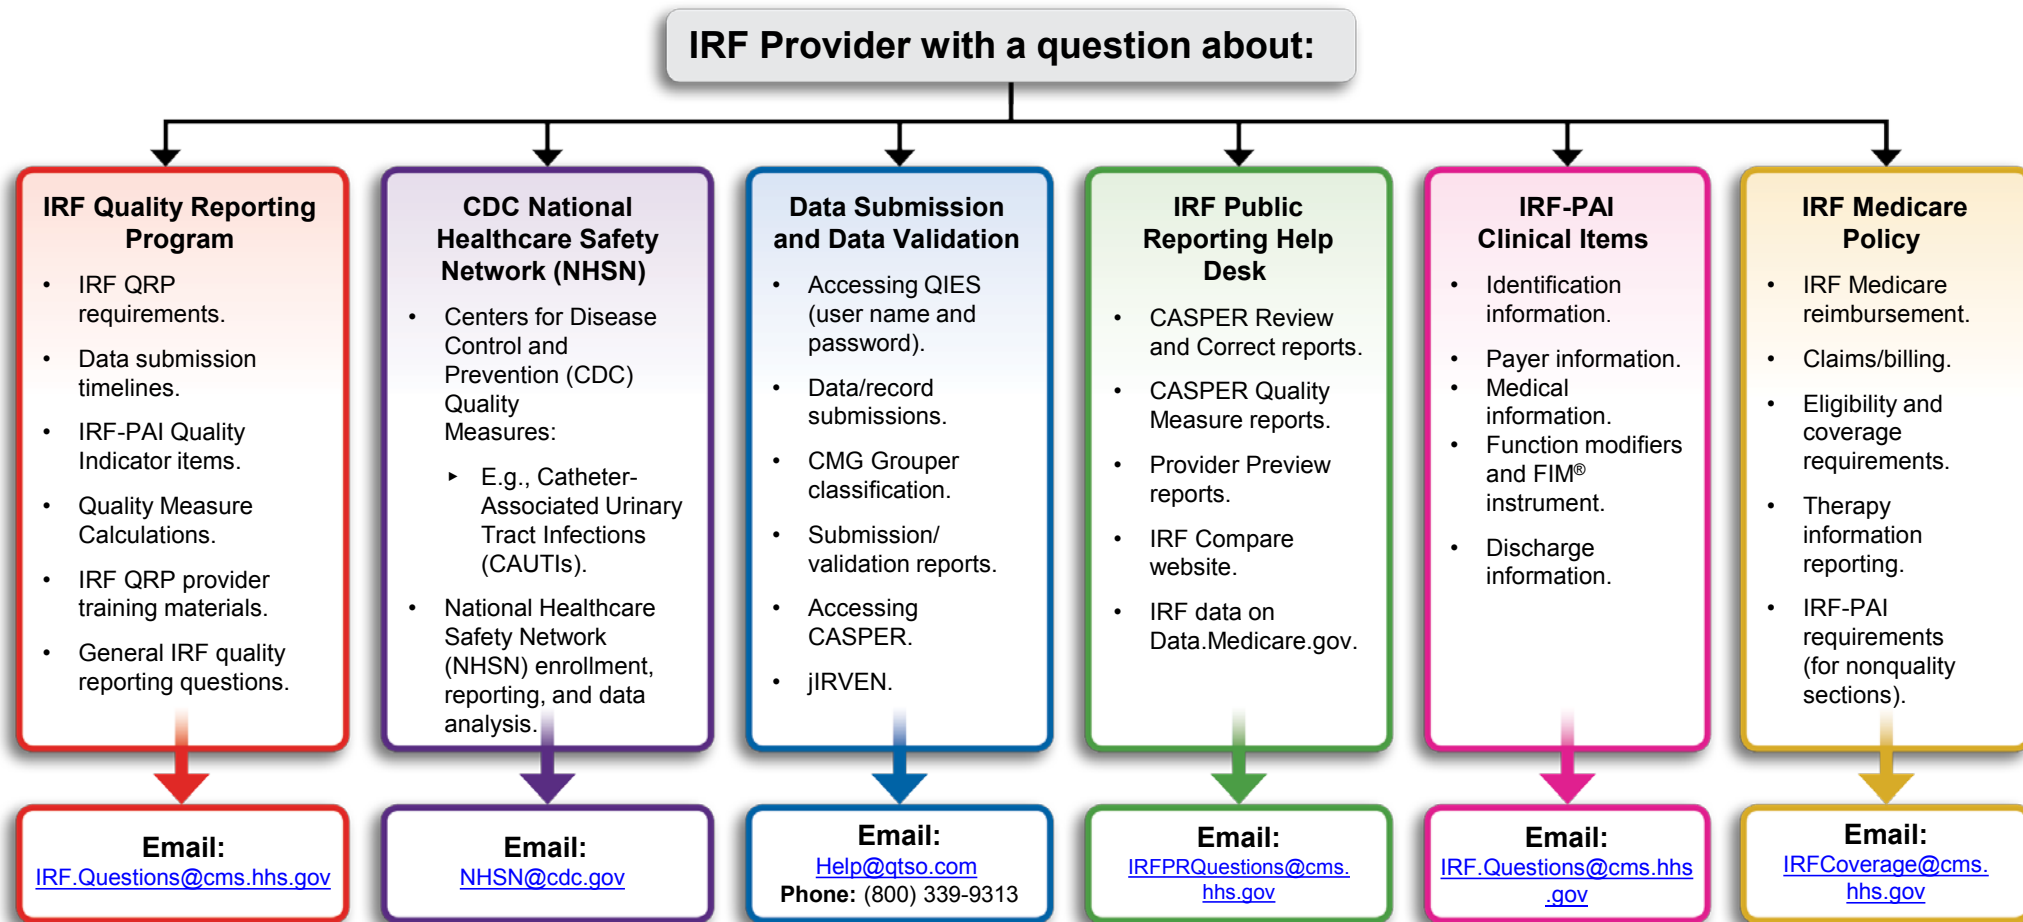 IRF Provider with a question about:
IRF Quality Reporting
Program
• IRF QRP
requirements.
• Data submission
timelines.
• IRF-PAI Quality
Indicator items.
• Quality Measure
Calculations.
• IRF QRP provider
training materials.
• General IRF quality
reporting questions.
Email:
IRF.Questions@cms.hhs.gov
CDC National
Healthcare Safety
Network (NHSN)
• Centers for Disease
Control and
Prevention (CDC)
Quality
Measures:
► E.g., Catheter-
Associated Urinary
Tract Infections
(CAUTIs).
• National Healthcare
Safety Network
(NHSN) enrollment,
reporting, and data
analysis.
Email:
NHSN@cdc.gov
Data Submission
and Data Validation
• Accessing QIES
(user name and
password).
• Data/record
submissions.
• CMG Grouper
classification.
• Submission/
validation reports.
• Accessing
CASPER.
• jIRVEN.
Email:
Help@qtso.com
Phone: (800) 339-9313
IRF Public
Reporting Help
Desk
• CASPER Review
and Correct reports.
• CASPER Quality
Measure reports.
• Provider Preview
reports.
• IRF Compare
website.
• IRF data on
Data.Medicare.gov.
Email:
IRFPRQuestions@cms.
hhs.gov
IRF-PAI
Clinical Items
• Identification
information.
• Payer information.
• Medical
information.
• Function modifiers
and FIM®
instrument.
• Discharge
information.
Email:
IRF.Questions@cms.hhs
.gov
IRF Medicare
Policy
• IRF Medicare
reimbursement.
• Claims/billing.
• Eligibility and
coverage
requirements.
• Therapy
information
reporting.
• IRF-PAI
requirements
(for nonquality
sections).
Email:
IRFCoverage@cms.
hhs.gov